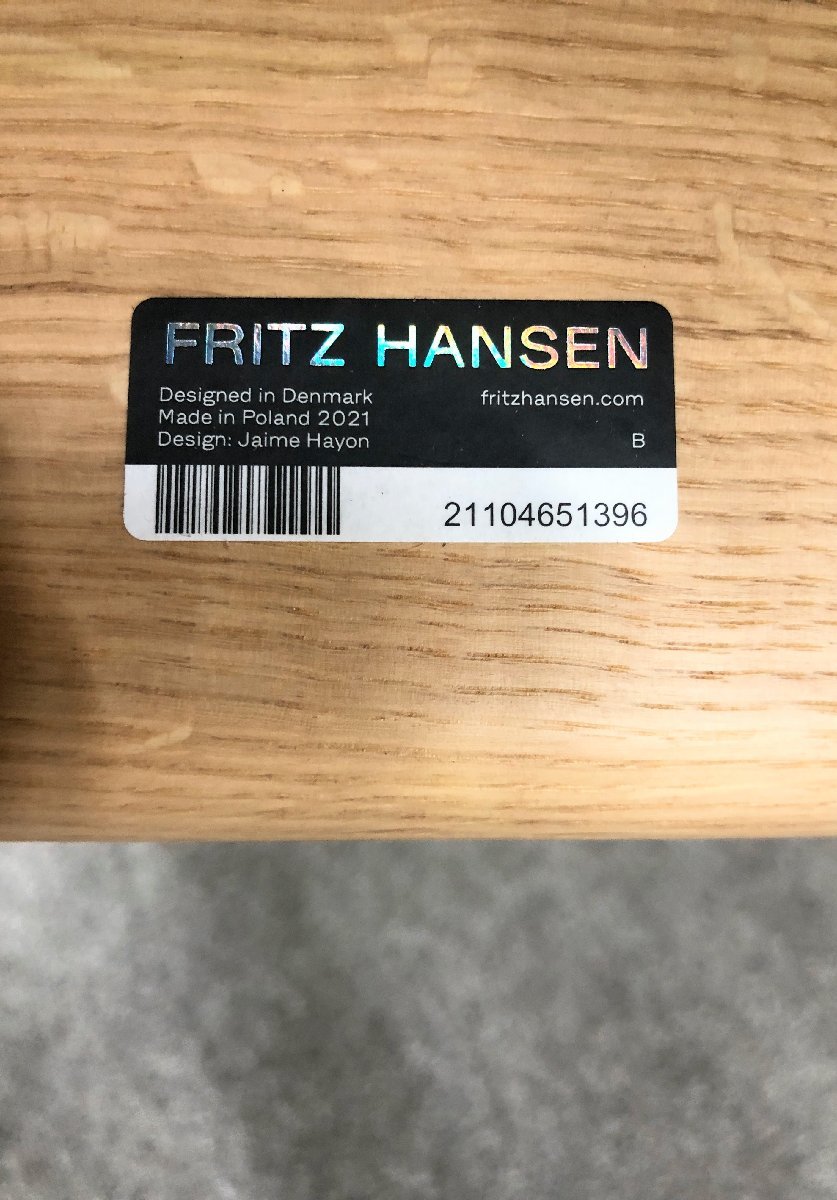 FRITZ HANSEN
Designed in Denmark
Made in Poland 2021
Design: Jaime Hayon
fritzhansen.com
B
21104651396